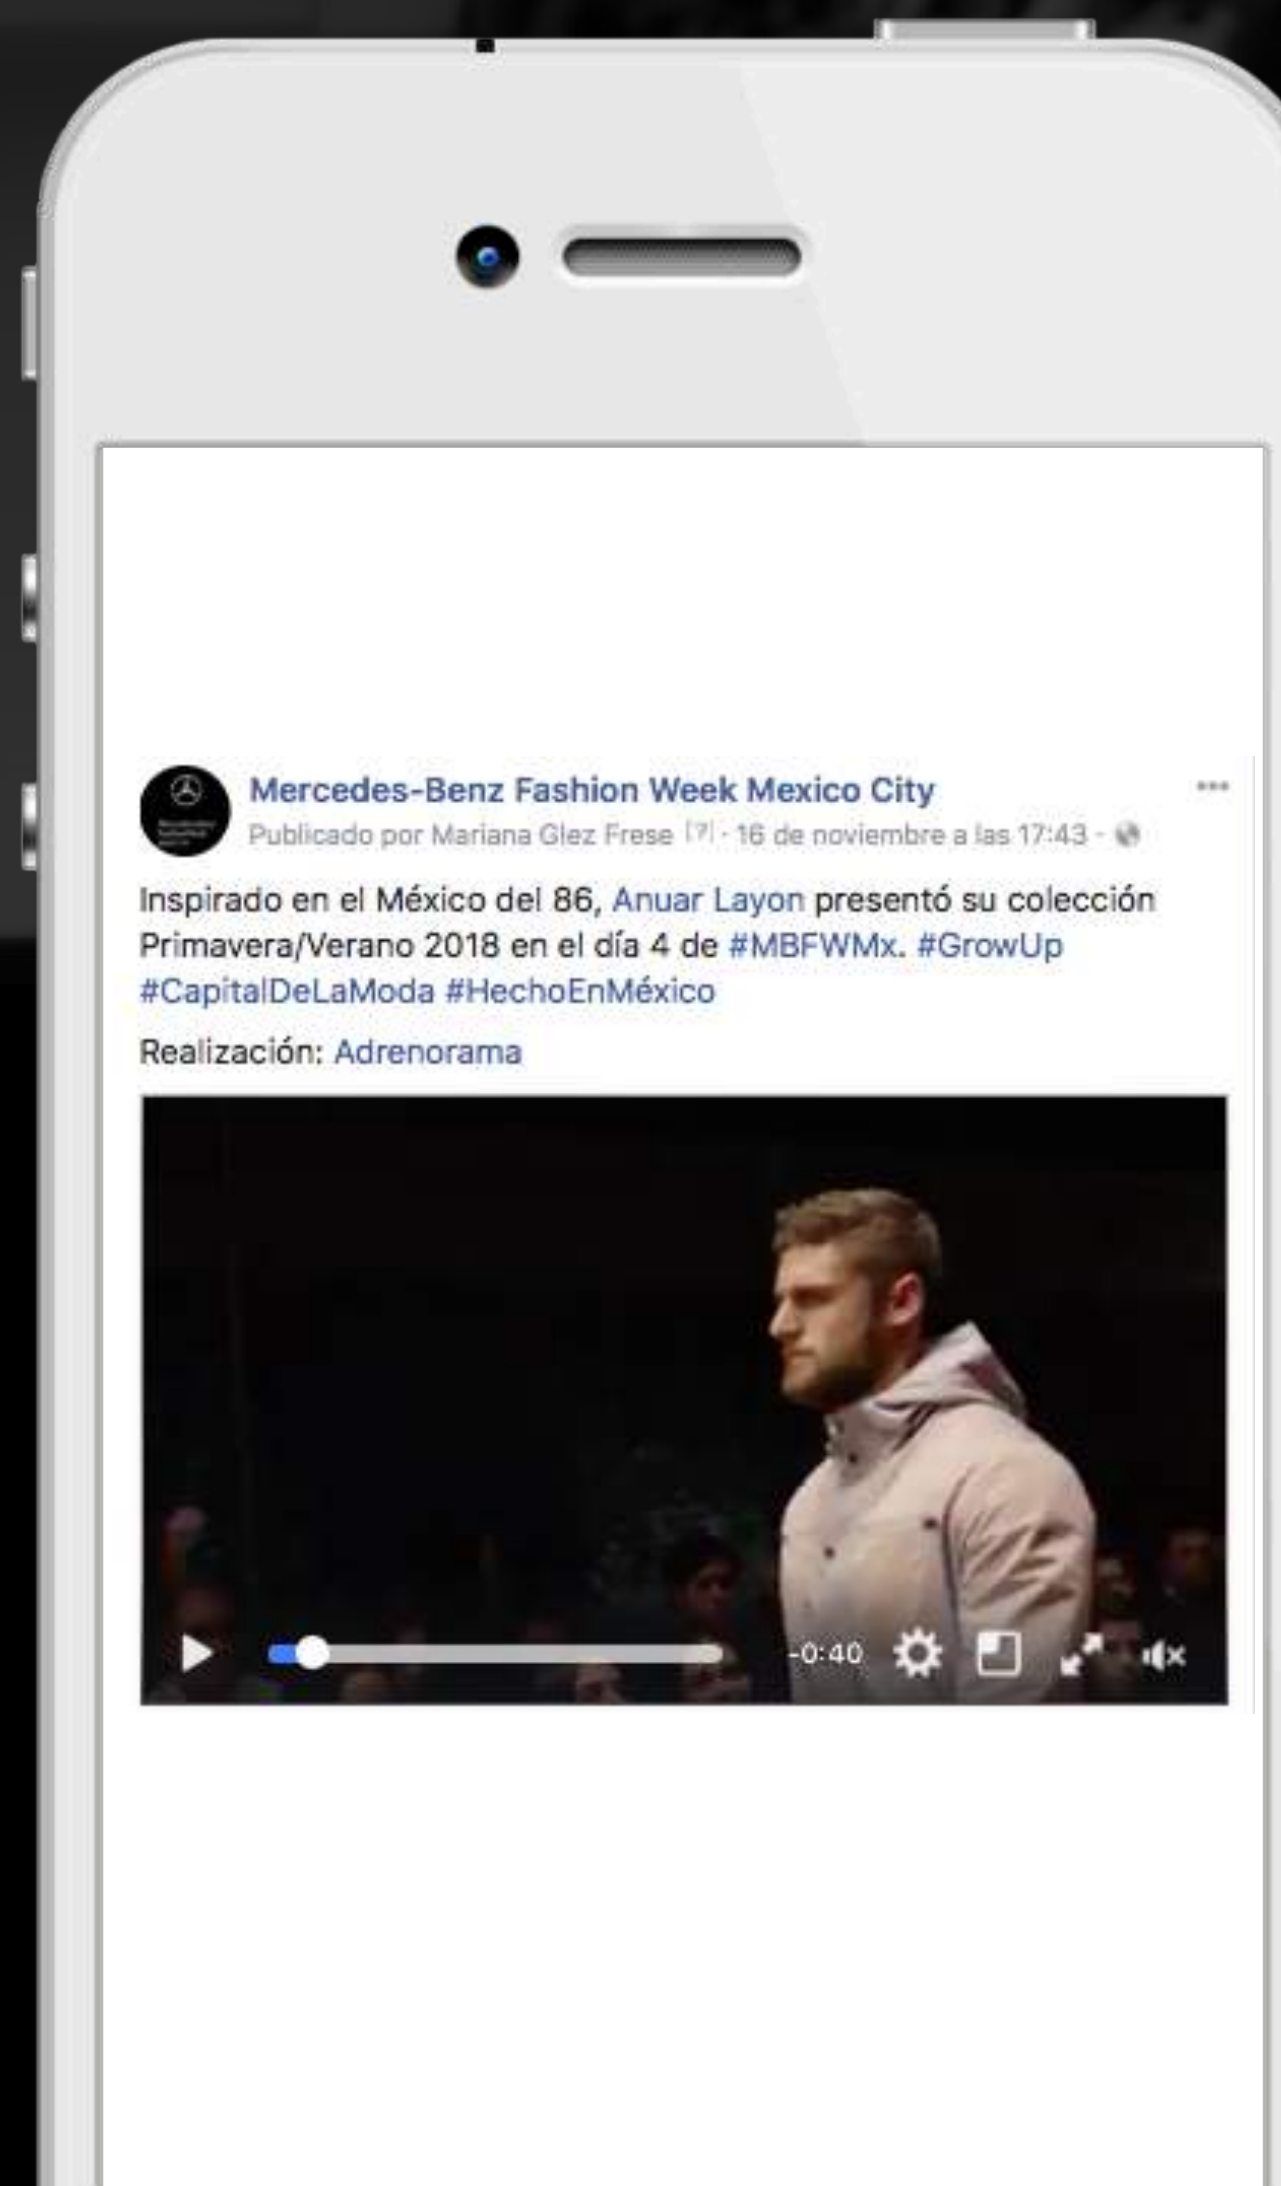 Mercedes-Benz Fashion Week Mexico City
Publicado por Mariana Glez Frese [?] · 16 de noviembre a las 17:43 ·
Inspirado en el México del 86, Anuar Layon presentó su colección
Primavera/Verano 2018 en el día 4 de #MBFWMx. #GrowUp
#CapitalDeLaModa #HechoEnMéxico
Realización: Adrenorama
-0:40